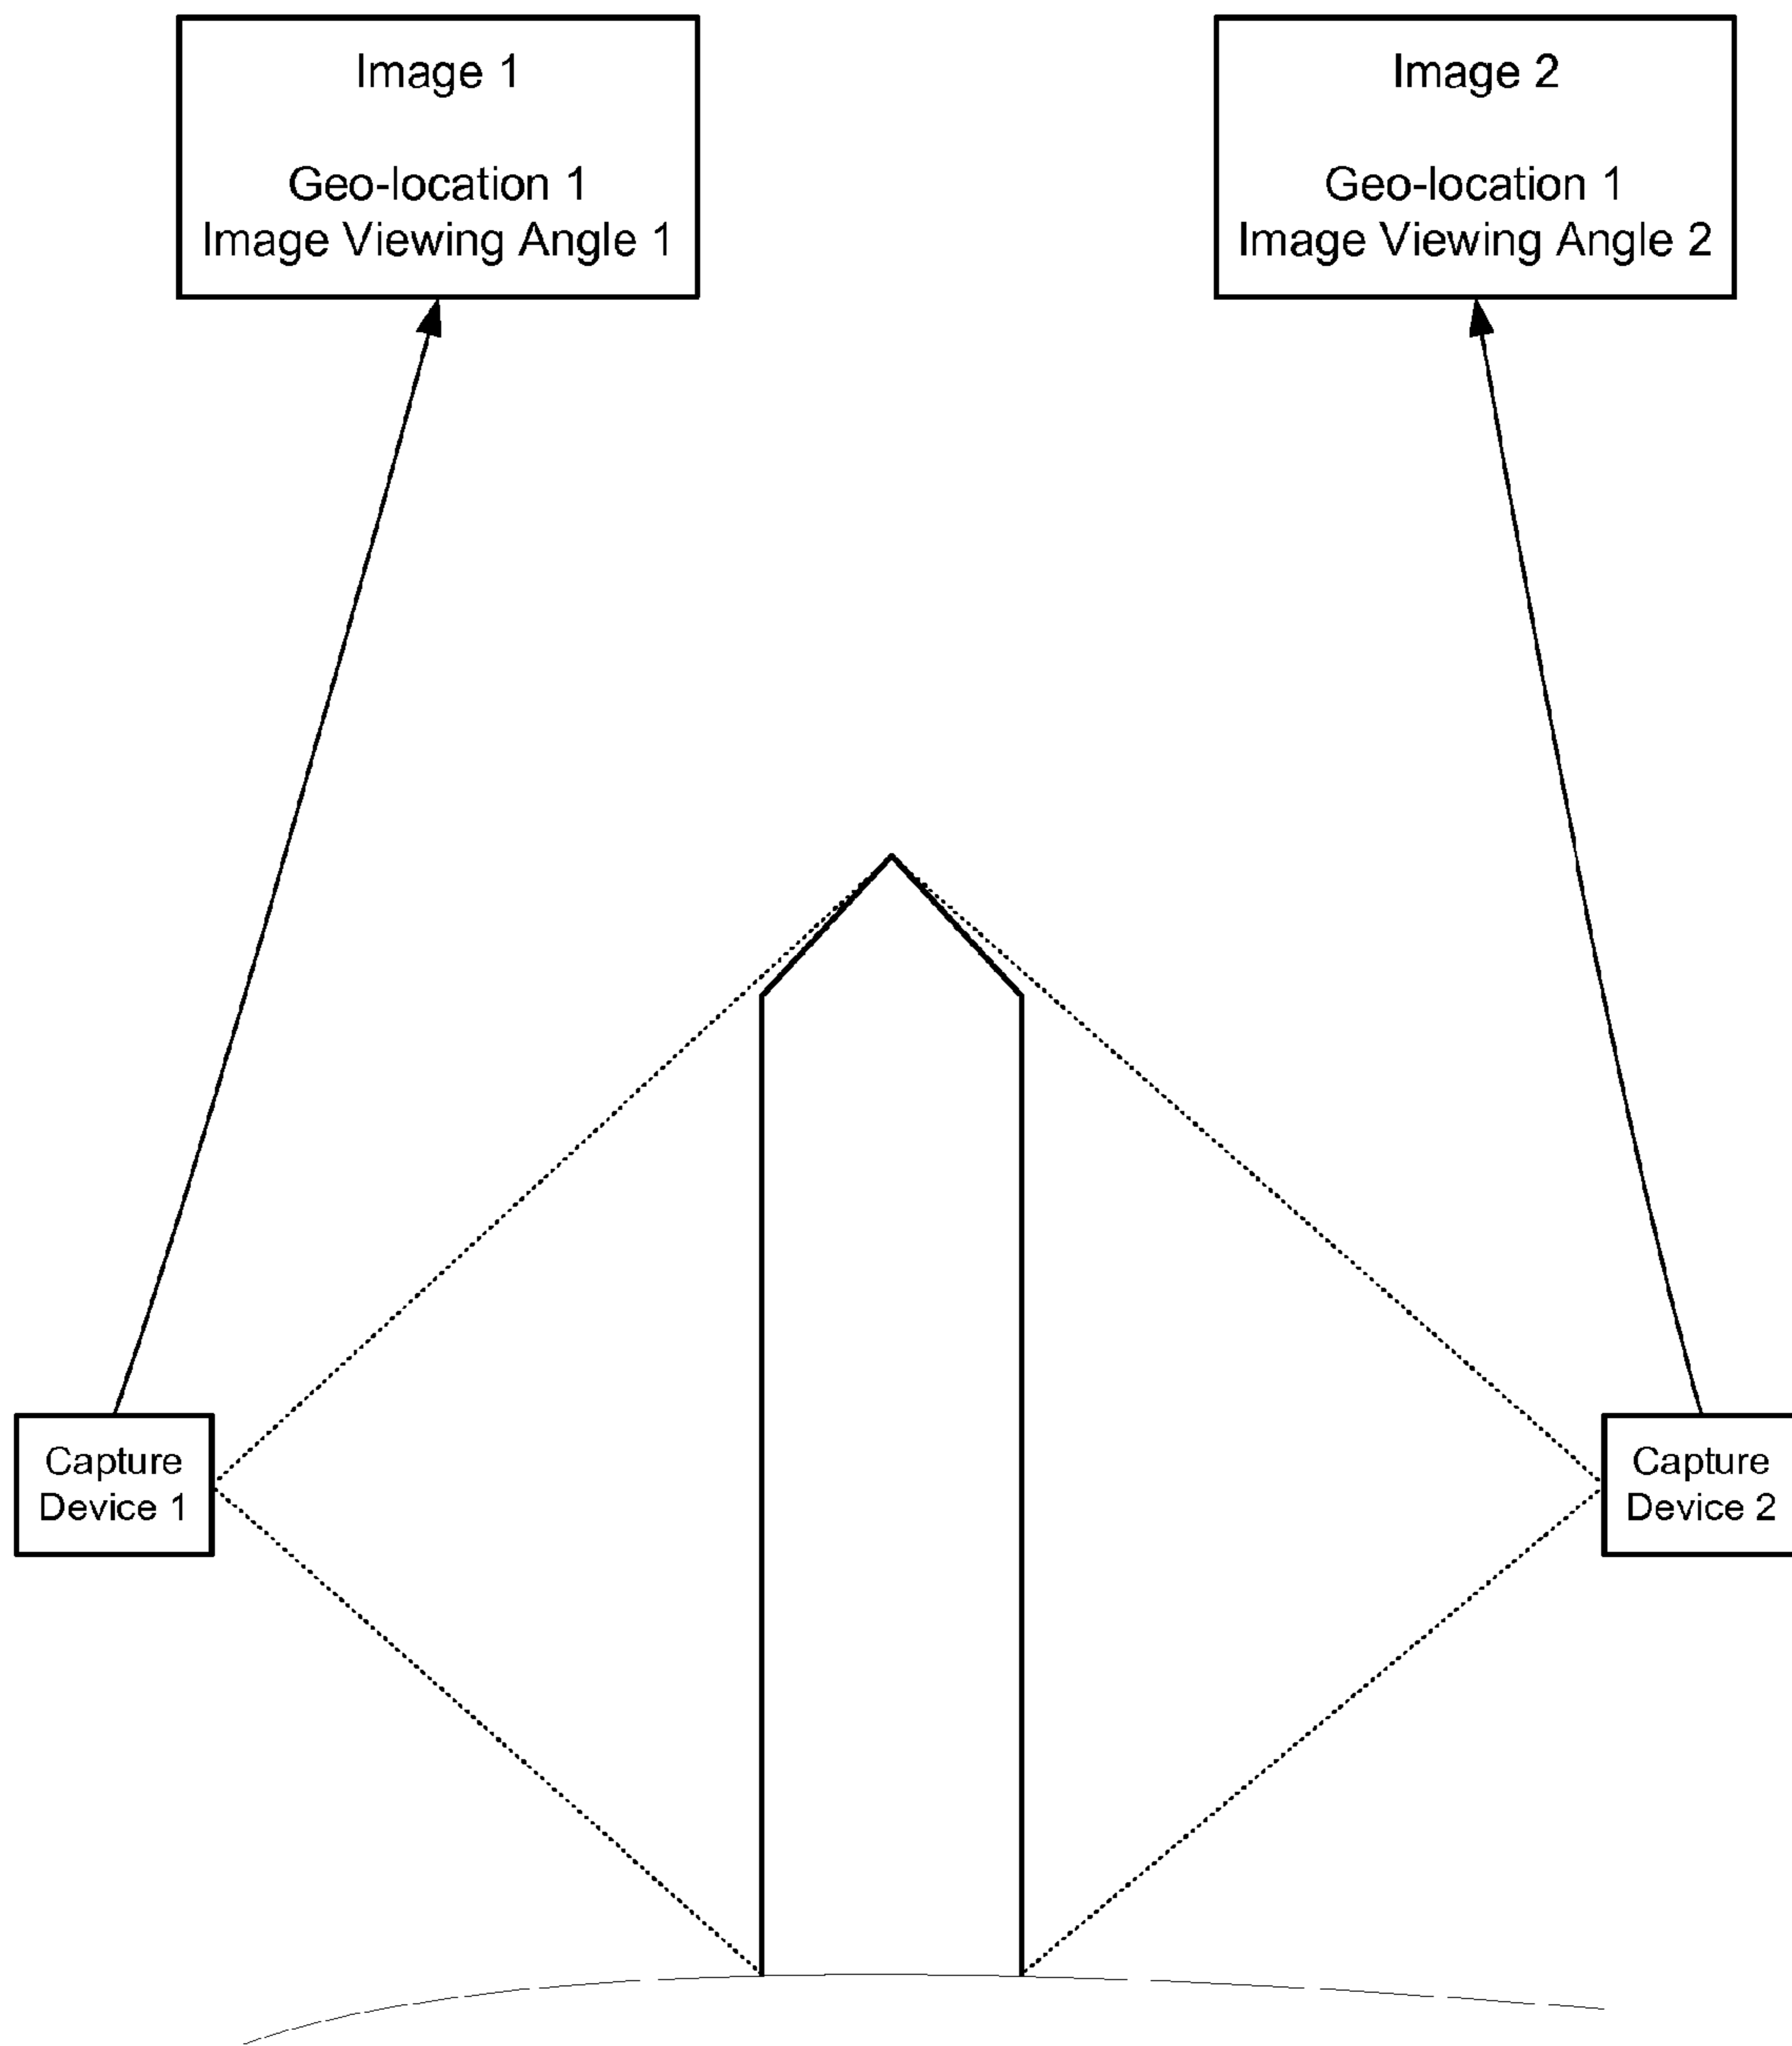 Image 1
Geo-location 1
Image Viewing Angle 1
Image 2
Geo-location 1
Image Viewing Angle 2
Capture
Device 1
Capture
Device 2